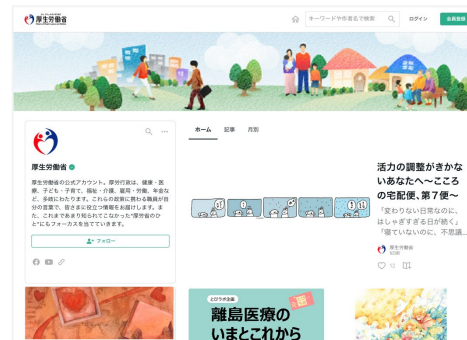 厚生労働省
キーワードや作者名で検索
ログイン
会員登録
ホーム
記事
月別
厚生労働省
厚生労働省の公式アカウント。厚労行政は、健康・医
療、子ども・子育て、福祉・介護、雇用・労働、年金な
ど、多岐にわたります。これらの政策に携わる職員が自
分の言葉で、皆さまに役立つ情報をお届けします。ま
た、これまであまり知られてこなかった"厚労省のひ
と"にもフォーカスを当てていきます。
フォロー
活力の調整がきかな
いあなたへ〜こころ
の宅配便、第7便〜
「変わりない日常なのに、
はしゃぎすぎる日が続く」
「寝ていないのに、不思議...
厚生労働省
12
とびラボ企画
離島医療の
いまとこれから